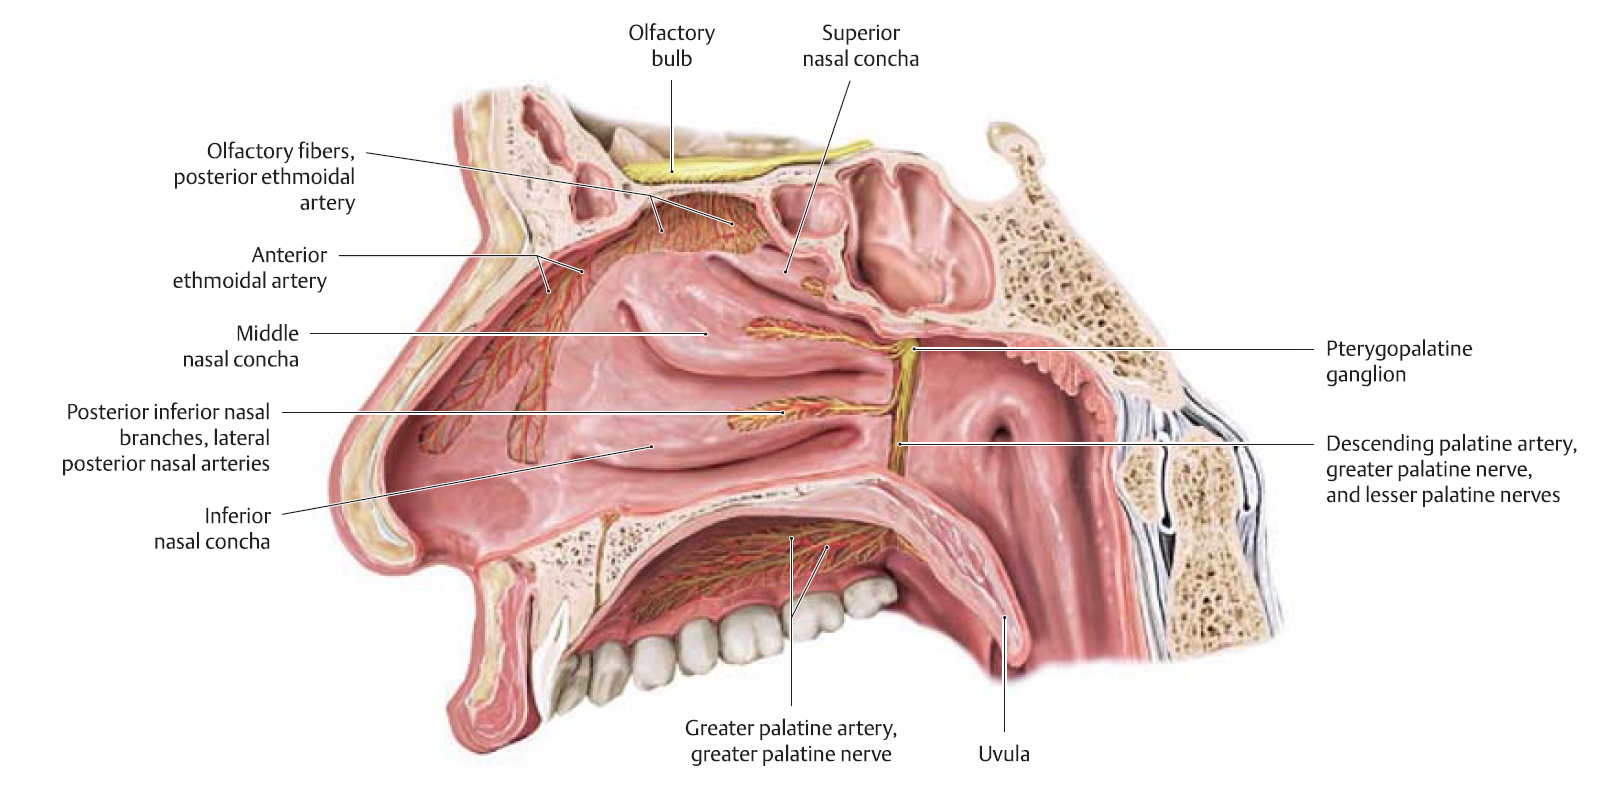 Olfactory
bulb
Superior
nasal concha
Olfactory fibers,
posterior ethmoidal
artery
Anterior
ethmoidal artery
Middle
nasal concha
Posterior inferior nasal
branches, lateral
posterior nasal arteries
Inferior
nasal concha
Pterygopalatine
ganglion
Descending palatine artery,
greater palatine nerve,
and lesser palatine nerves
Greater palatine artery,
greater palatine nerve
Uvula